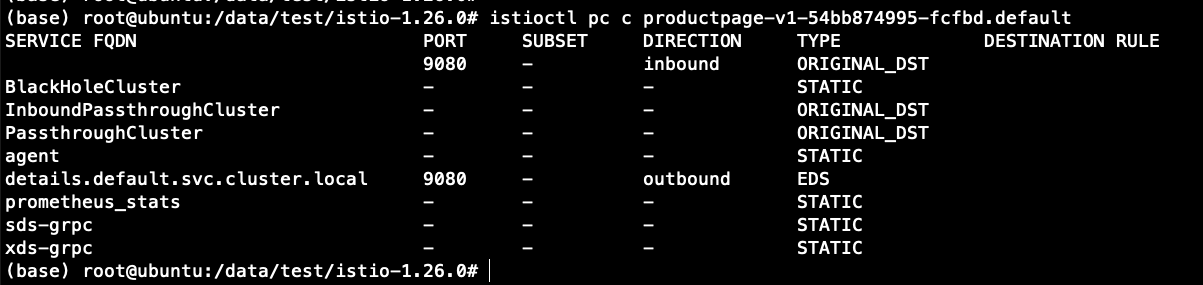 (base) root@ubuntu:/data/test/istio-1.26.0# istioctl pc c productpage-v1-54bb874995-fcfbd.default
SERVICE FQDN PORT SUBSET DIRECTION TYPE DESTINATION RULE
9080 - inbound ORIGINAL_DST
BlackHoleCluster - - - STATIC
InboundPassthroughCluster - - - ORIGINAL_DST
PassthroughCluster - - - ORIGINAL_DST
agent - - - STATIC
details.default.svc.cluster.local 9080 - outbound EDS
prometheus_stats - - - STATIC
sds-grpc - - - STATIC
xds-grpc - - - STATIC
(base) root@ubuntu:/data/test/istio-1.26.0#